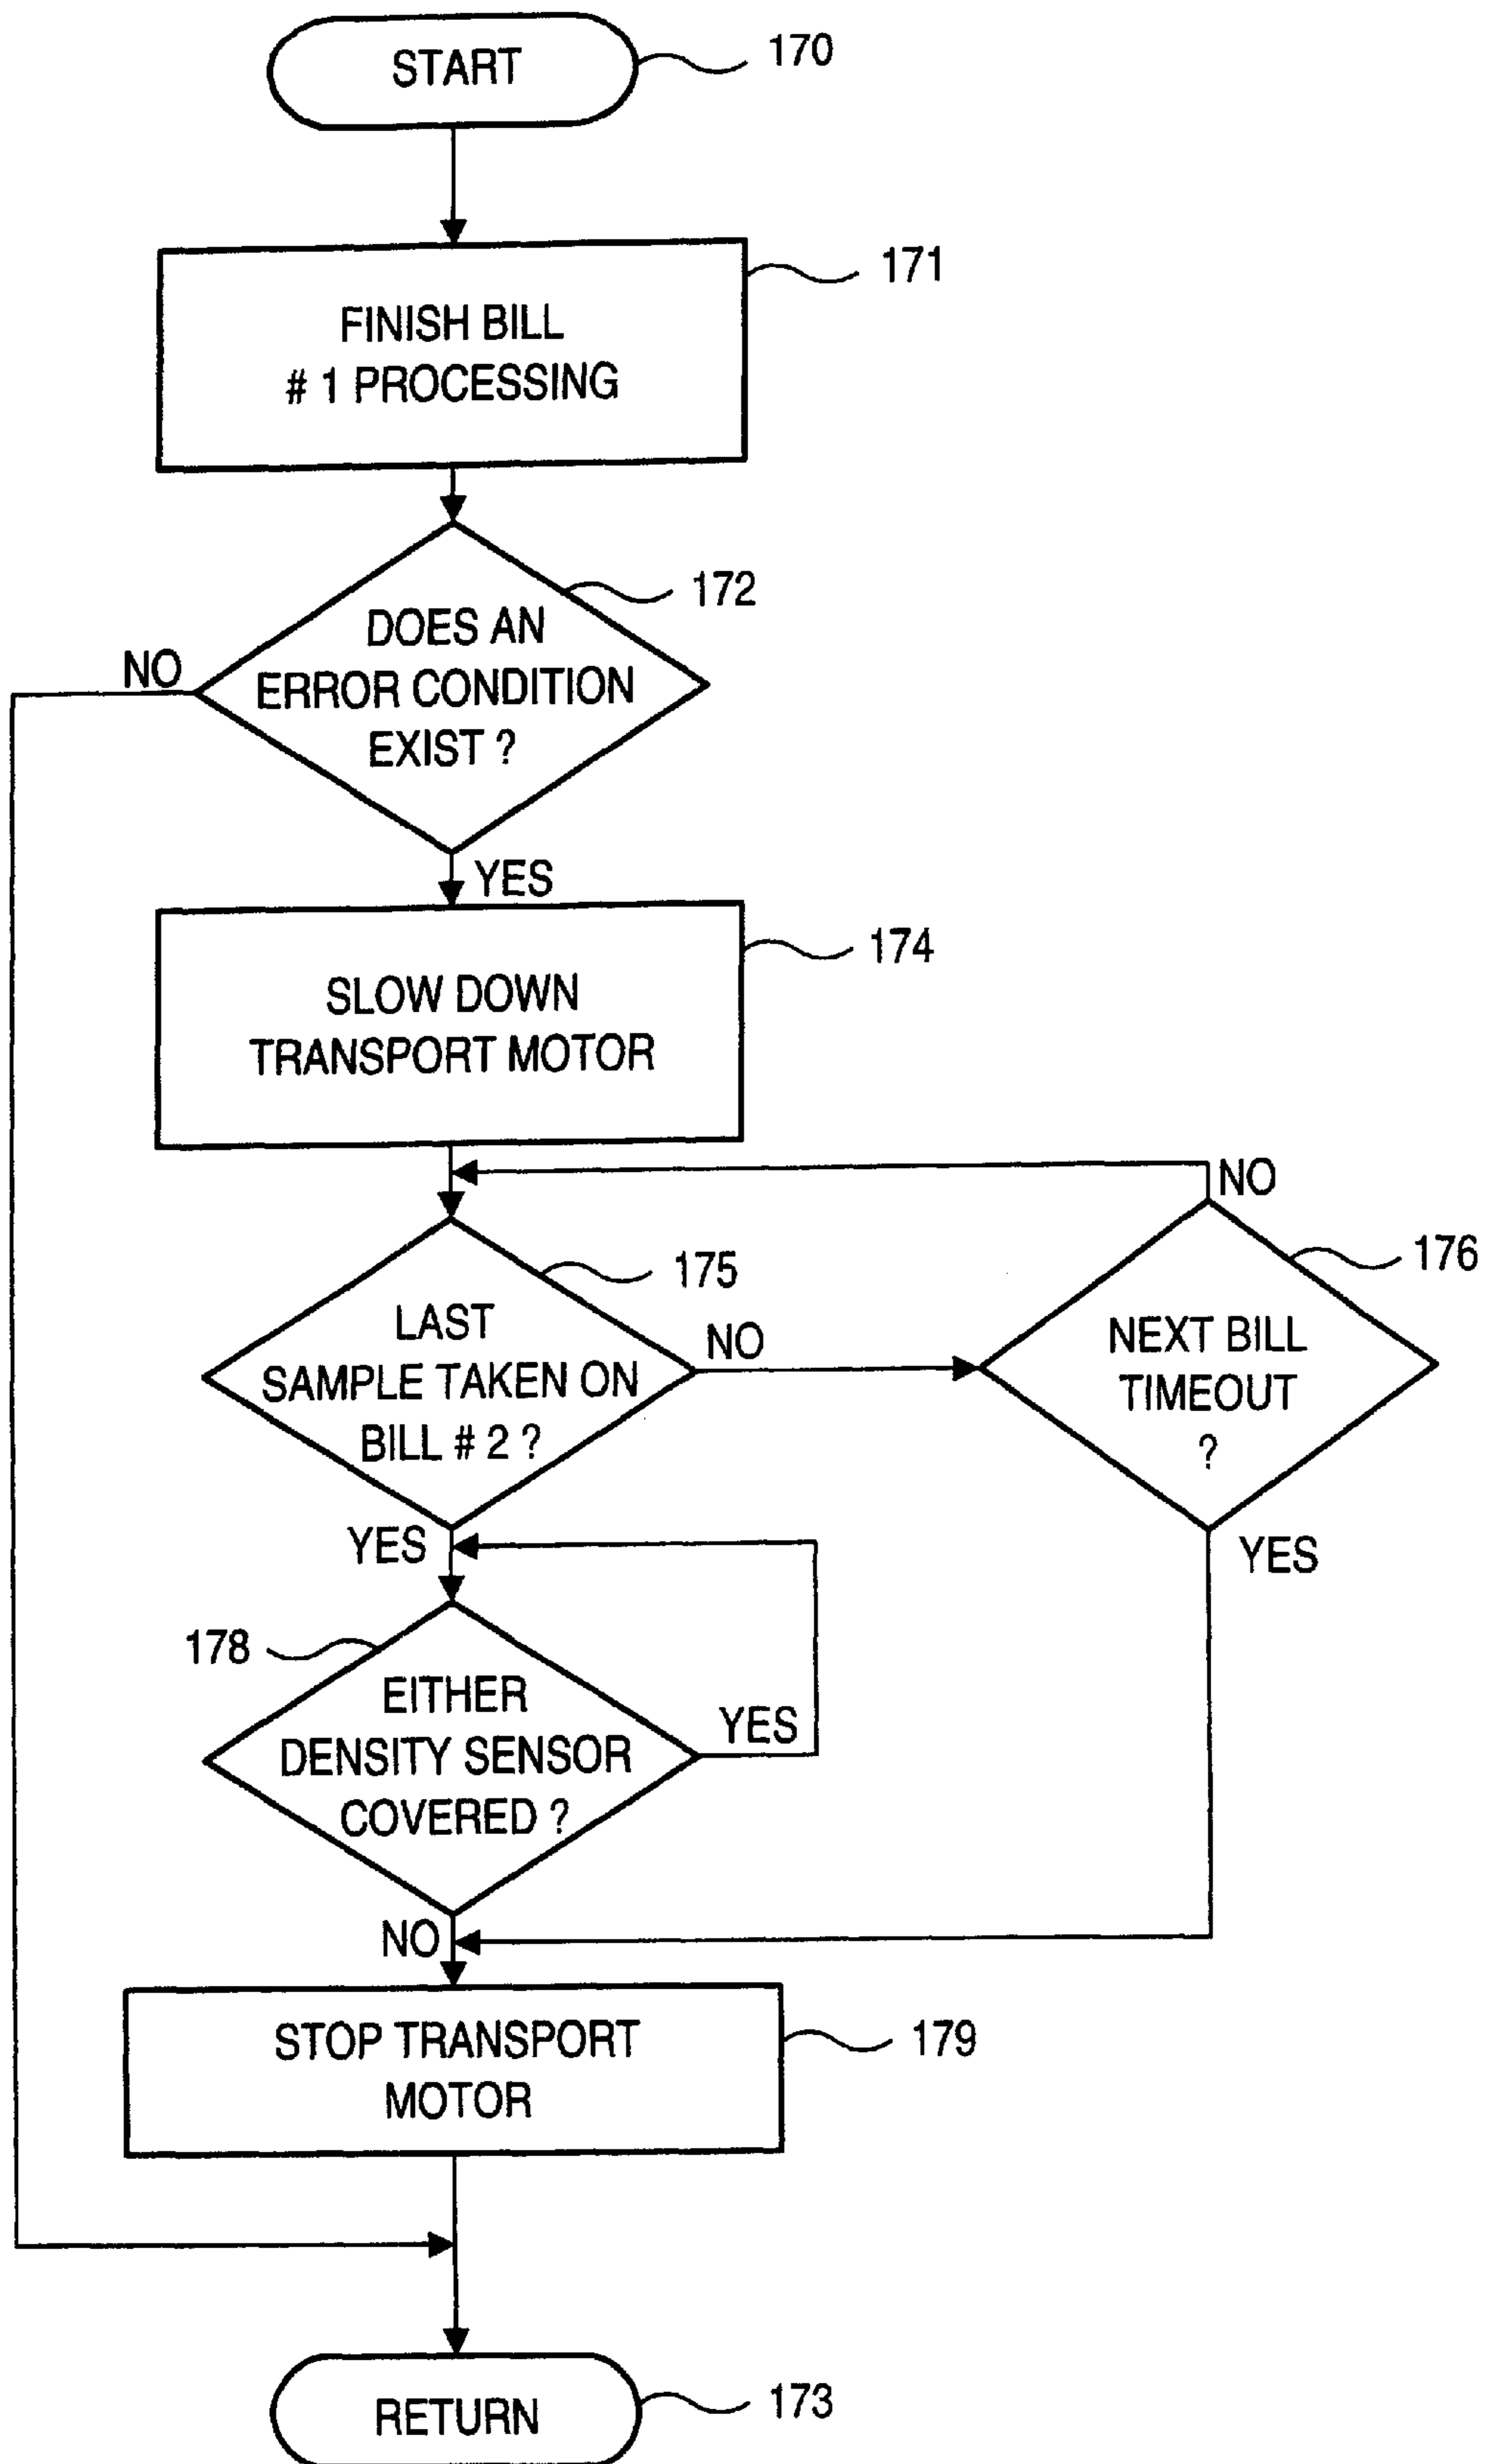 START
170
171
FINISH BILL
# 1 PROCESSING
172
DOES AN
ERROR CONDITION
EXIST ?
NO
YES
174
SLOW DOWN
TRANSPORT MOTOR
NO
175
176
LAST
SAMPLE TAKEN ON
BILL # 2 ?
NO
NEXT BILL
TIMEOUT
?
YES
YES
178
EITHER
DENSITY SENSOR
COVERED ?
YES
NO
STOP TRANSPORT
MOTOR
179
RETURN
173